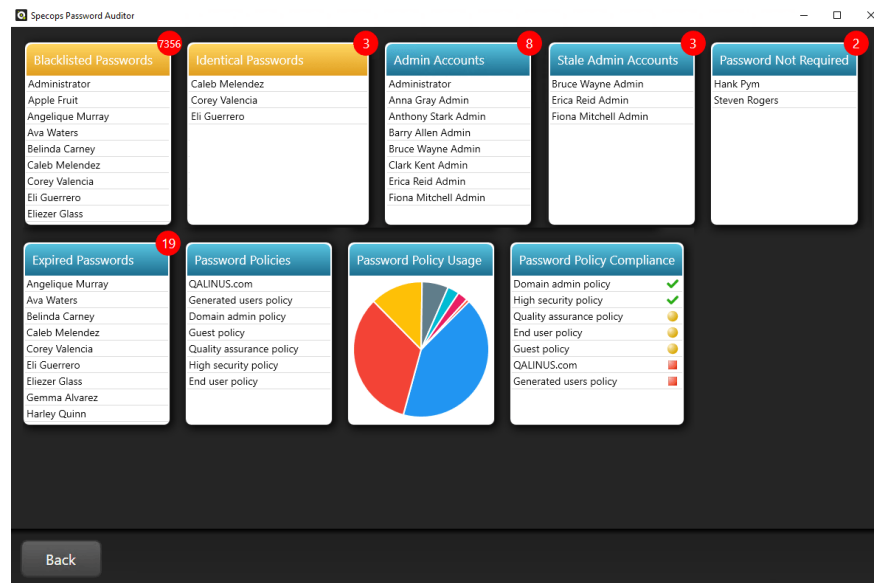 Specops Password Auditor
Blacklisted Passwords
7356
Administrator
Apple Fruit
Angelique Murray
Ava Waters
Belinda Carney
Caleb Melendez
Corey Valencia
Eli Guerrero
Eliezer Glass
Identical Passwords
3
Caleb Melendez
Corey Valencia
Eli Guerrero
Admin Accounts
8
Administrator
Anna Gray Admin
Anthony Stark Admin
Barry Allen Admin
Bruce Wayne Admin
Clark Kent Admin
Erica Reid Admin
Fiona Mitchell Admin
Stale Admin Accounts
3
Bruce Wayne Admin
Erica Reid Admin
Fiona Mitchell Admin
Password Not Required
2
Hank Pym
Steven Rogers
Expired Passwords
19
Angelique Murray
Ava Waters
Belinda Carney
Caleb Melendez
Corey Valencia
Eli Guerrero
Eliezer Glass
Gemma Alvarez
Harley Quinn
Password Policies
QALINUS.com
Generated users policy
Domain admin policy
Guest policy
Quality assurance policy
High security policy
End user policy
Password Policy Usage
Password Policy Compliance
Domain admin policy
High security policy
Quality assurance policy
End user policy
Guest policy
QALINUS.com
Generated users policy
Back